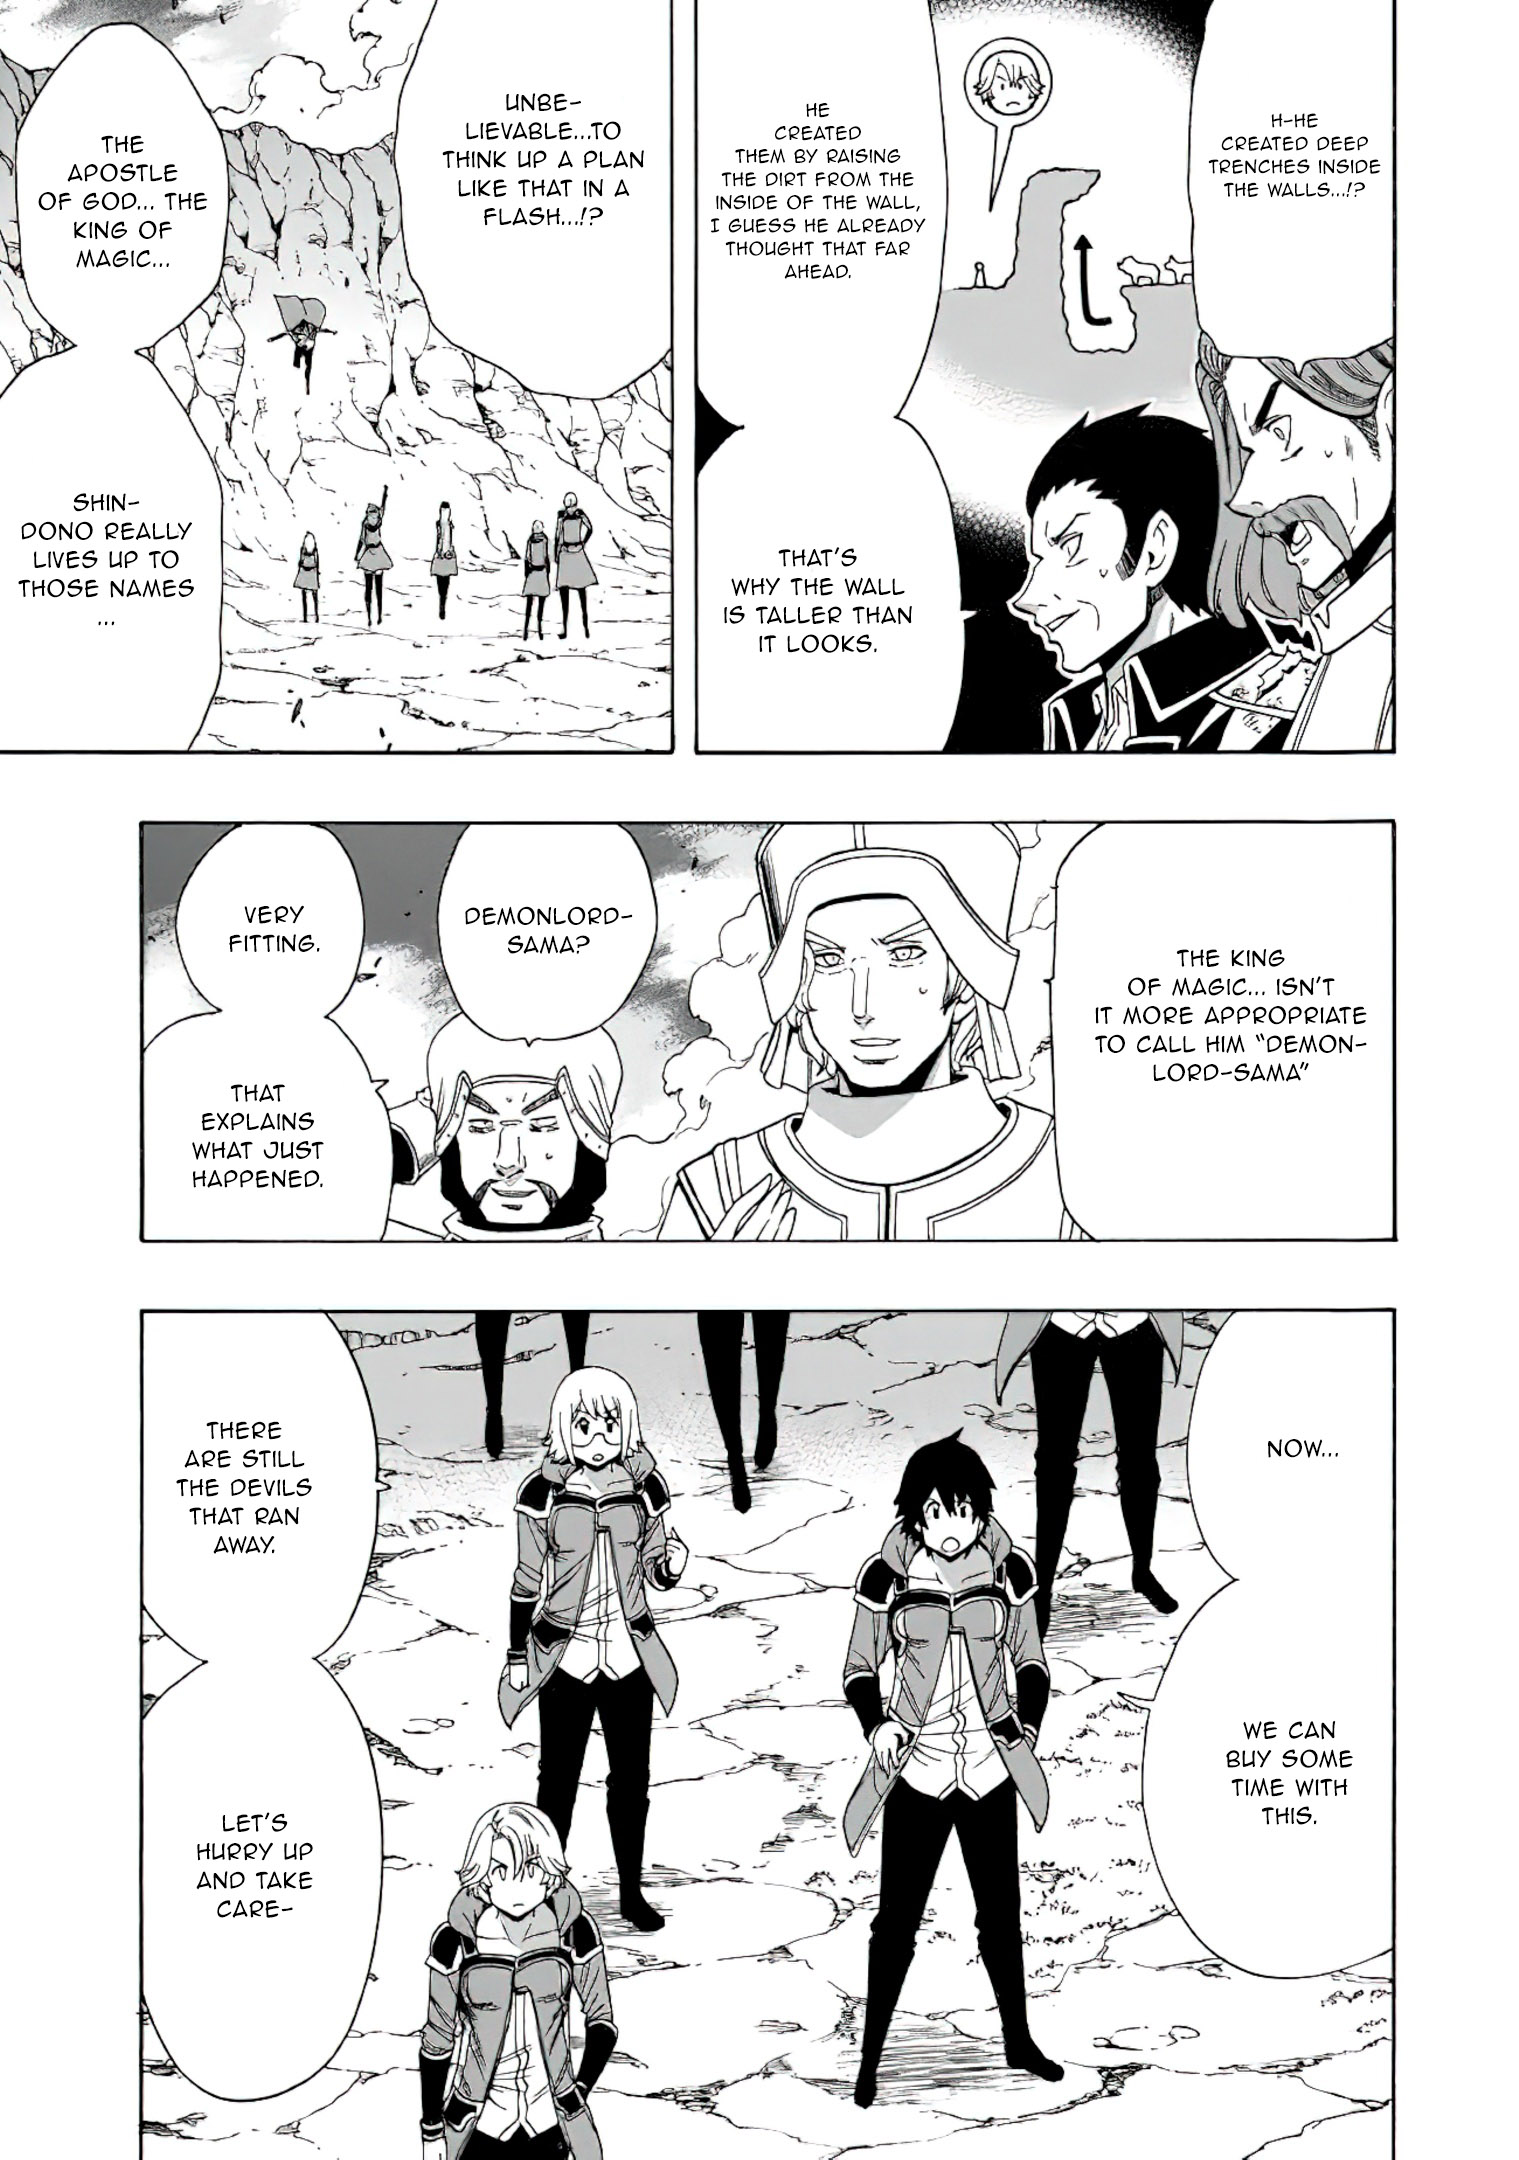 H-HE
CREATED DEEP
TRENCHES INSIDE
THE WALLS...!?
HE
CREATED
THEM BY RAISING
THE DIRT FROM THE
INSIDE OF THE WALL,
I GUESS HE ALREADY
THOUGHT THAT FAR
AHEAD.
THAT'S
WHY THE WALL
IS TALLER THAN
IT LOOKS.
UNBE-
LIEVABLE...TO
THINK UP A PLAN
LIKE THAT IN A
FLASH...!?
THE
APOSTLE
OF GOD... THE
KING OF
MAGIC...
SHIN-
DONO REALLY
LIVES UP TO
THOSE NAMES
...
THE KING
OF MAGIC... ISN'T
IT MORE APPROPRIATE
TO CALL HIM "DEMON-
LORD-SAMA"
DEMONLORD-
SAMA?
VERY
FITTING.
THAT
EXPLAINS
WHAT JUST
HAPPENED.
NOW...
WE CAN
BUY SOME
TIME WITH
THIS.
THERE
ARE STILL
THE DEVILS
THAT RAN
AWAY.
LET'S
HURRY UP
AND TAKE
CARE-